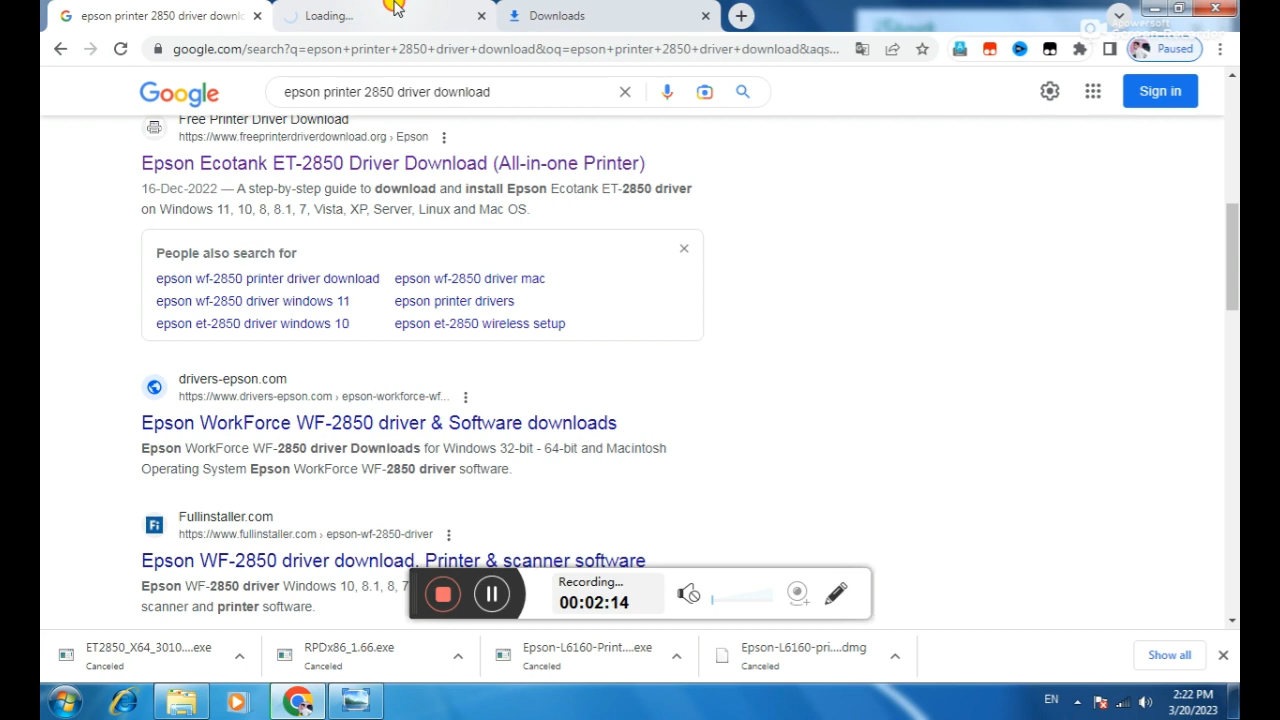 epson printer 2850 driver downl
Loading...
Downloads
Apowersoft
Screen Recorder
google.com/search?q=epson+printer+2850+driver+download&oq=epson+printer+2850+driver+download&aqs...
Paused
Google
epson printer 2850 driver download
Sign in
Free Printer Driver Download
https://www.freeprinterdriverdownload.org › Epson
Epson Ecotank ET-2850 Driver Download (All-in-one Printer)
16-Dec-2022 — A step-by-step guide to download and install Epson Ecotank ET-2850 driver
on Windows 11, 10, 8, 8.1, 7, Vista, XP, Server, Linux and Mac OS.
People also search for
epson wf-2850 printer driver download
epson wf-2850 driver mac
epson wf-2850 driver windows 11
epson printer drivers
epson et-2850 driver windows 10
epson et-2850 wireless setup
drivers-epson.com
https://www.drivers-epson.com › epson-workforce-wf...
Epson WorkForce WF-2850 driver & Software downloads
Epson WorkForce WF-2850 driver Downloads for Windows 32-bit - 64-bit and Macintosh
Operating System Epson WorkForce WF-2850 driver software.
Fi
Fullinstaller.com
https://www.fullinstaller.com › epson-wf-2850-driver
Epson WF-2850 driver download. Printer & scanner software
Epson WF-2850 driver Windows 10, 8.1, 8, 7
scanner and printer software.
Recording...
00:02:14
ET2850_X64_3010....exe
Canceled
RPDx86_1.66.exe
Canceled
Epson-L6160-Print....exe
Canceled
Epson-L6160-pri....dmg
Canceled
Show all
EN
2:22 PM
3/20/2023